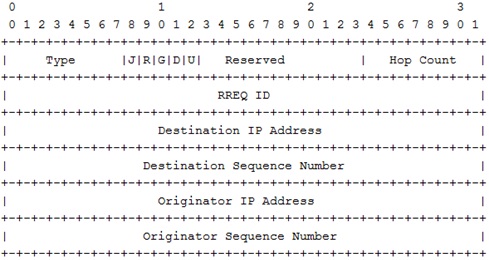 0 1 2 3
0 1 2 3 4 5 6 7 8 9 0 1 2 3 4 5 6 7 8 9 0 1 2 3 4 5 6 7 8 9 0 1
+-+-+-+-+-+-+-+-+-+-+-+-+-+-+-+-+-+-+-+-+-+-+-+-+-+-+-+-+-+-+-+-+
| Type |J|R|G|D|U| Reserved | Hop Count |
+-+-+-+-+-+-+-+-+-+-+-+-+-+-+-+-+-+-+-+-+-+-+-+-+-+-+-+-+-+-+-+-+
| RREQ ID |
+-+-+-+-+-+-+-+-+-+-+-+-+-+-+-+-+-+-+-+-+-+-+-+-+-+-+-+-+-+-+-+-+
| Destination IP Address |
+-+-+-+-+-+-+-+-+-+-+-+-+-+-+-+-+-+-+-+-+-+-+-+-+-+-+-+-+-+-+-+-+
| Destination Sequence Number |
+-+-+-+-+-+-+-+-+-+-+-+-+-+-+-+-+-+-+-+-+-+-+-+-+-+-+-+-+-+-+-+-+
| Originator IP Address |
+-+-+-+-+-+-+-+-+-+-+-+-+-+-+-+-+-+-+-+-+-+-+-+-+-+-+-+-+-+-+-+-+
| Originator Sequence Number |
+-+-+-+-+-+-+-+-+-+-+-+-+-+-+-+-+-+-+-+-+-+-+-+-+-+-+-+-+-+-+-+-+